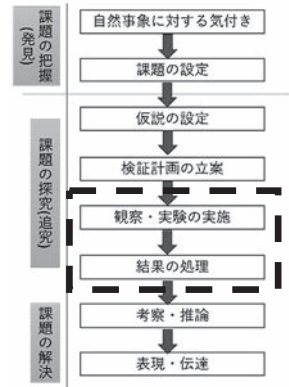 課題の把握
(発見)
自然事象に対する気付き
課題の設定
課題の探究(追究)
仮説の設定
検証計画の立案
観察・実験の実施
結果の処理
課題の解決
考察・推論
表現・伝達